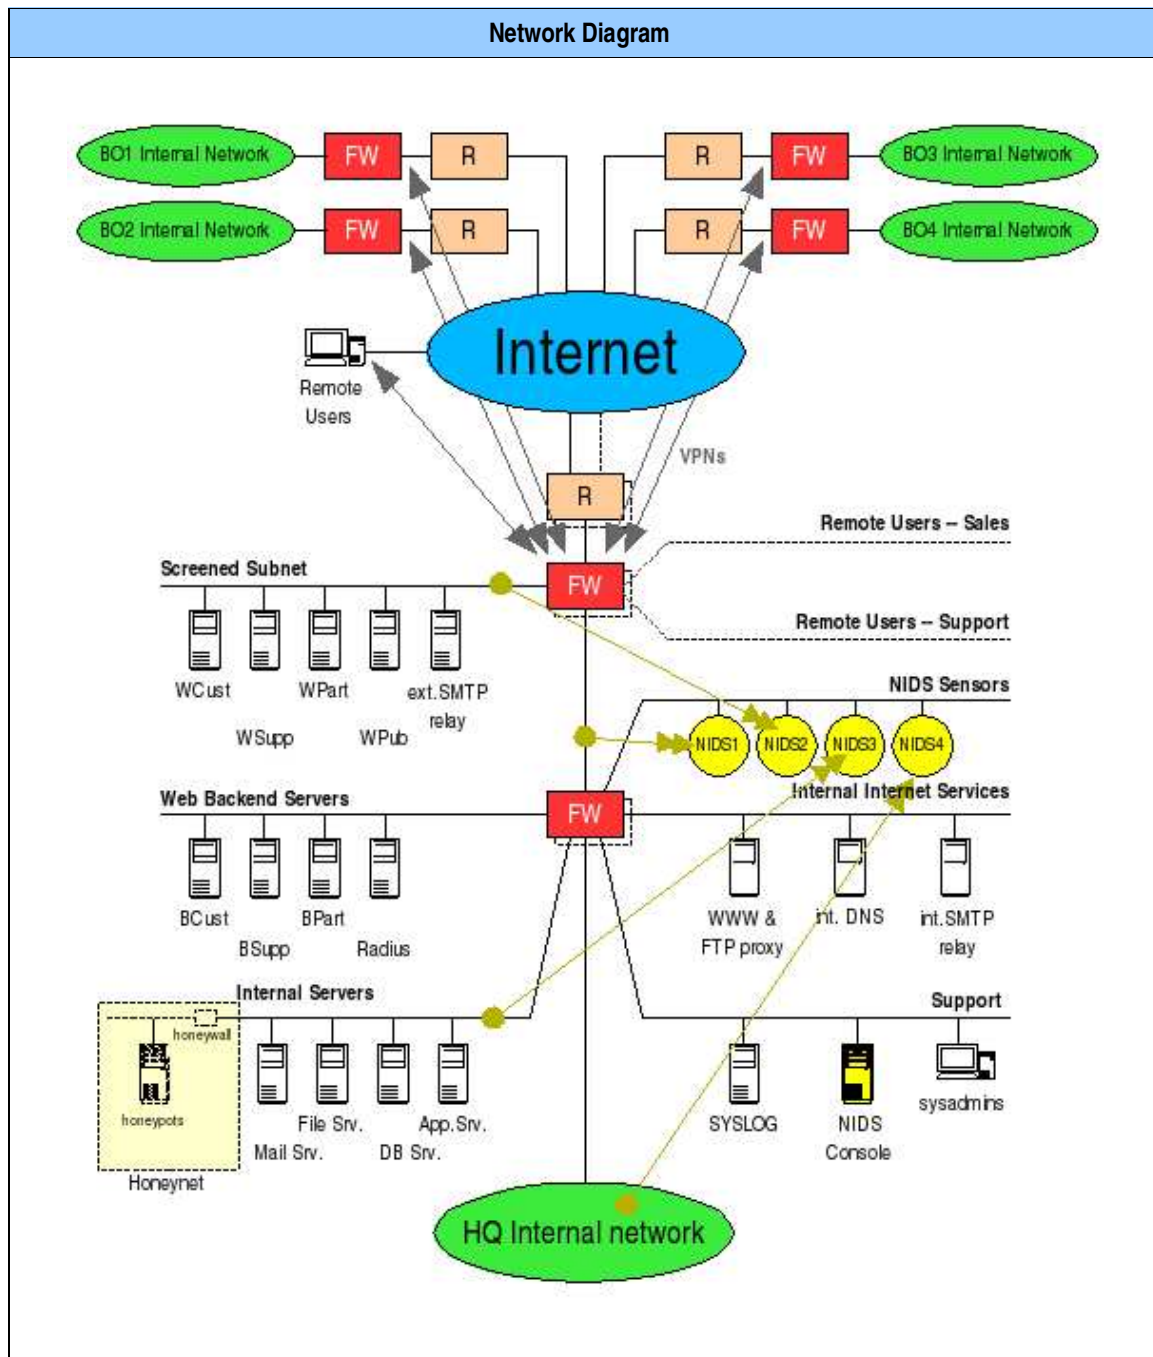 Network Diagram
BO1 Internal Network
FW
R
R
FW
BO3 Internal Network
BO2 Internal Network
FW
R
R
FW
BO4 Internal Network
Internet
Remote
Users
VPNs
R
Remote Users -- Sales
Screened Subnet
FW
Remote Users -- Support
WCust
WPart
ext.SMTP
relay
WSupp
WPub
NIDS Sensors
NIDS1
NIDS2
NIDS3
NIDS4
Web Backend Servers
FW
Internal Internet Services
BCust
BPart
BSupp
Radius
WWW &
FTP proxy
int. DNS
int.SMTP
relay
Internal Servers
Support
honeywall
honeypots
File Srv.
App.Srv.
Mail Srv.
DB Srv.
Honeynet
SYSLOG
NIDS
Console
sysadmins
HQ Internal network